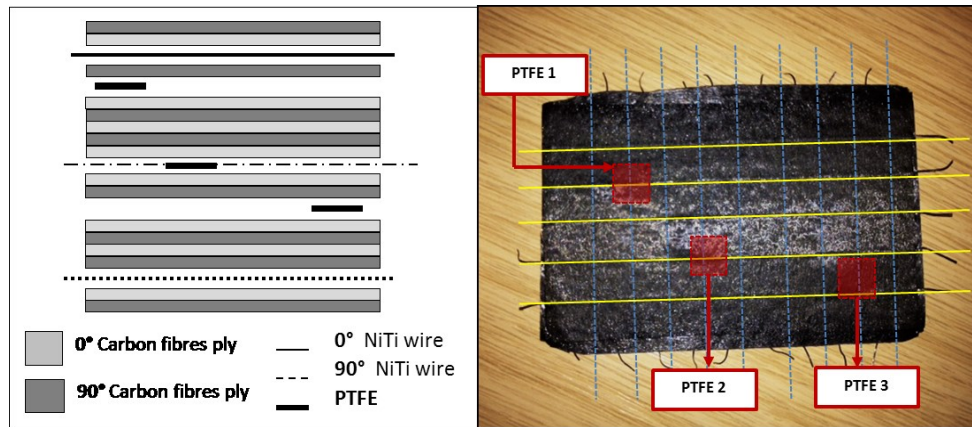 0° Carbon fibres ply
90° Carbon fibres ply
0° NiTi wire
90° NiTi wire
PTFE
PTFE 1
PTFE 2
PTFE 3